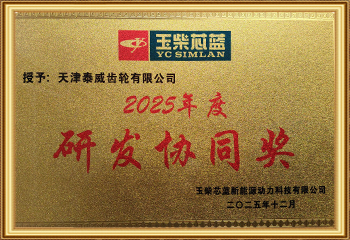 玉柴芯蓝
YC SIMLAN
授予：天津泰威齿轮有限公司
2025年度
研发协同奖
玉柴芯蓝新能源动力科技有限公司
二〇二五年十二月